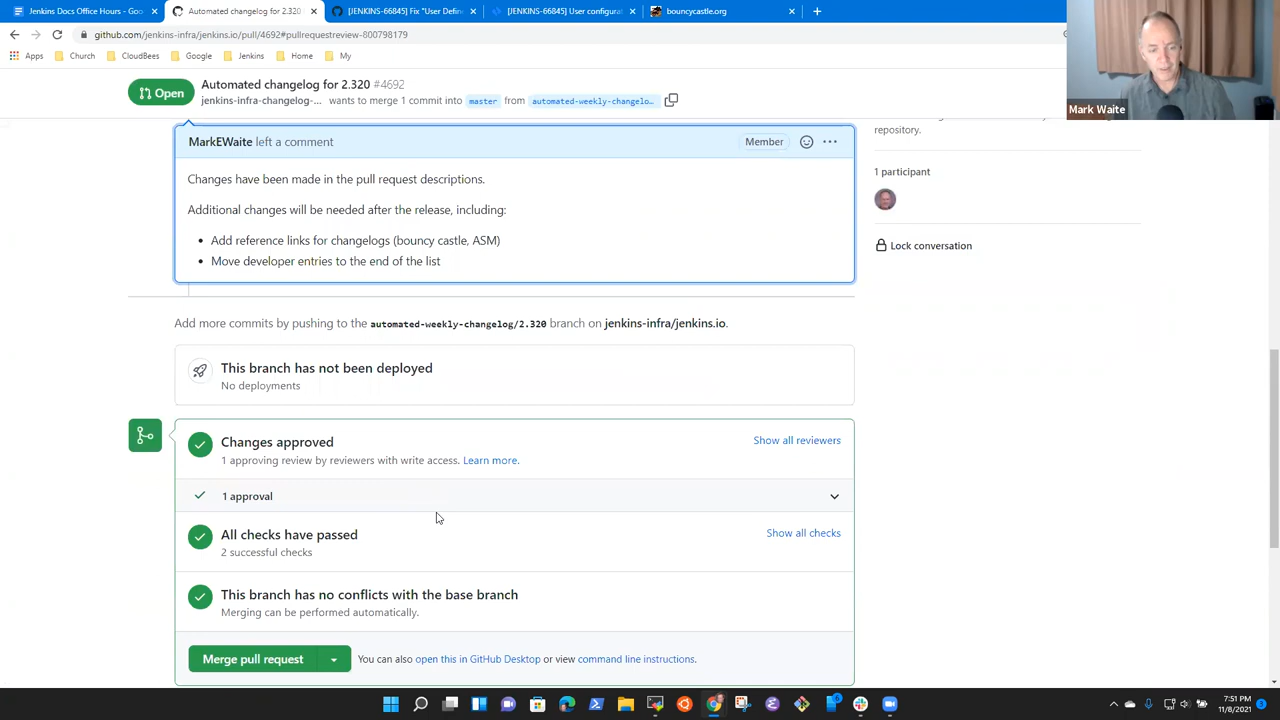 Jenkins Docs Office Hours - Goo
Automated changelog for 2.320
[JENKINS-66845] Fix "User Define
[JENKINS-66845] User configurat
bouncycastle.org
github.com/jenkins-infra/jenkins.io/pull/4692#pullrequestreview-800798179
Apps
Church
CloudBees
Google
Jenkins
Home
My
Mark Waite
Open
Automated changelog for 2.320 #4692
jenkins-infra-changelog-... wants to merge 1 commit into master from automated-weekly-changelo…
repository.
MarkEWaite left a comment
Member
Changes have been made in the pull request descriptions.
Additional changes will be needed after the release, including:
• Add reference links for changelogs (bouncy castle, ASM)
• Move developer entries to the end of the list
1 participant
Lock conversation
Add more commits by pushing to the automated-weekly-changelog/2.320 branch on jenkins-infra/jenkins.io.
This branch has not been deployed
No deployments
Changes approved
Show all reviewers
1 approving review by reviewers with write access. Learn more.
1 approval
All checks have passed
Show all checks
2 successful checks
This branch has no conflicts with the base branch
Merging can be performed automatically.
Merge pull request
You can also open this in GitHub Desktop or view command line instructions.
7:51 PM
11/8/2021